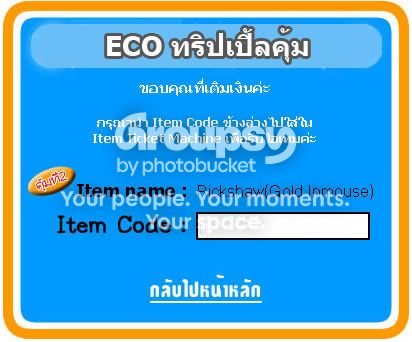 ECO ทริปเปิ้ลคุ้ม
ขอบคุณที่เติมเงินค่ะ
กรุณานำ Item Code ข้างล่างไปใส่ใน
Item Ticket Machine เพื่อรับไอเทมค่ะ
Groupsy
by photobucket
คุ้มที่2
Item name : Rickshaw(Gold Inmouse)
Your people. Your moments.
Your space.
Item Code :
กลับไปหน้าหลัก